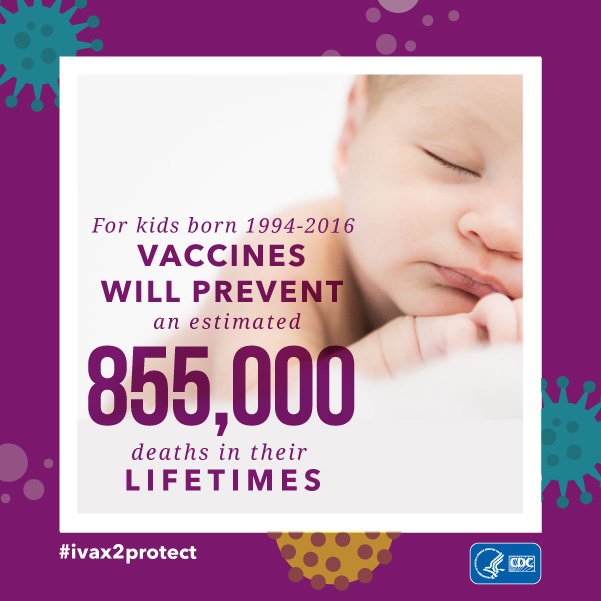 For kids born 1994-2016
VACCINES
WILL PREVENT
an estimated
855,000
deaths in their
LIFETIMES
#ivax2protect
CDC